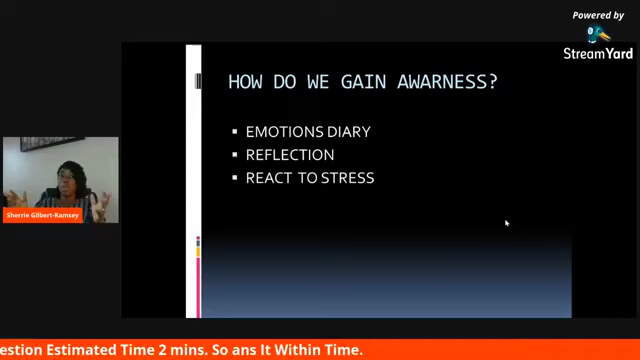 Powered by
StreamYard
HOW DO WE GAIN AWARNESS?
EMOTIONS DIARY
REFLECTION
REACT TO STRESS
Sherrie Gilbert-Ramsey
estion Estimated Time 2 mins. So ans It Within Time.